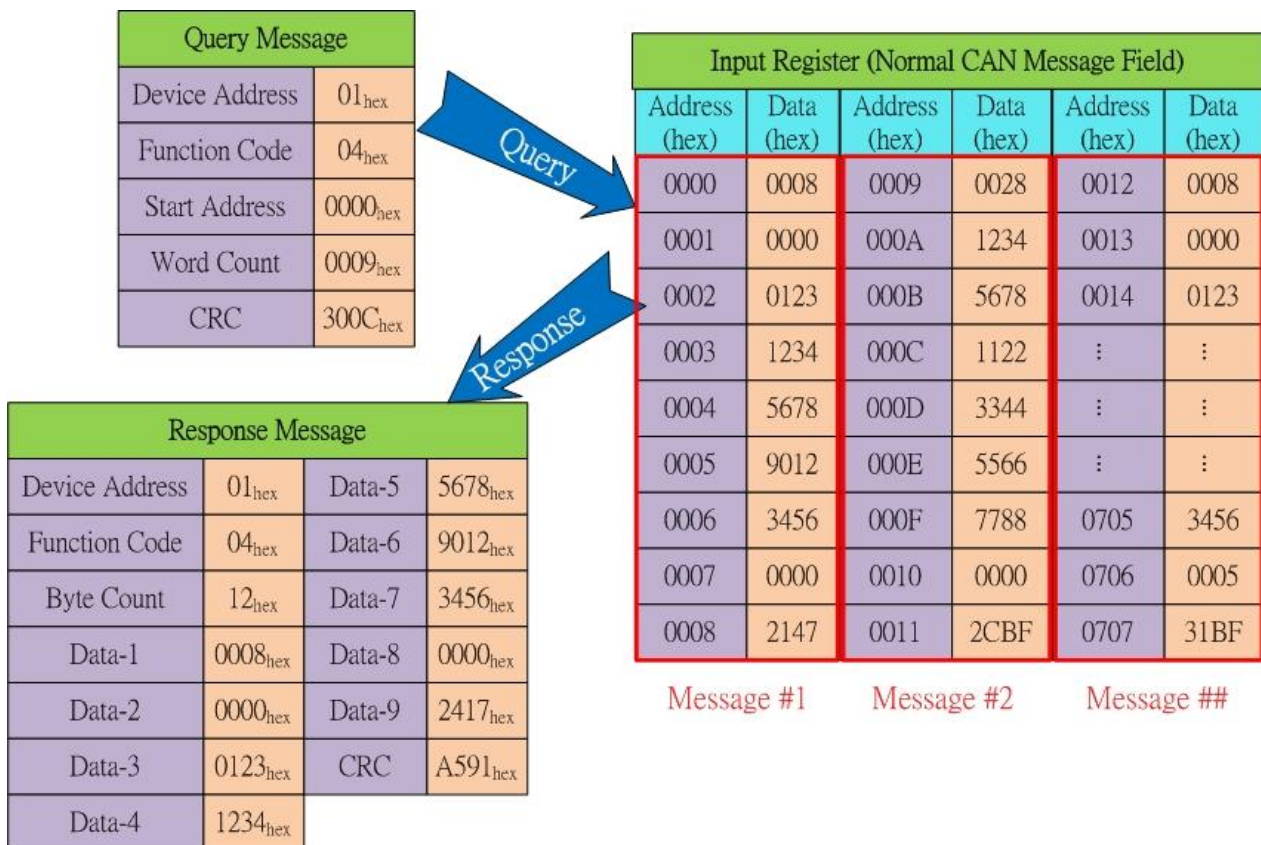 Query Message
Device Address 01hex
Function Code 04hex
Start Address 0000hex
Word Count 0009hex
CRC 300Chex
Query
Response
Input Register (Normal CAN Message Field)
Address (hex) Data (hex) Address (hex) Data (hex) Address (hex) Data (hex)
0000 0008 0009 0028 0012 0008
0001 0000 000A 1234 0013 0000
0002 0123 000B 5678 0014 0123
0003 1234 000C 1122 ⋮ ⋮
0004 5678 000D 3344 ⋮ ⋮
0005 9012 000E 5566 ⋮ ⋮
0006 3456 000F 7788 0705 3456
0007 0000 0010 0000 0706 0005
0008 2147 0011 2CBF 0707 31BF
Message #1 Message #2 Message ##
Response Message
Device Address 01hex Data-5 5678hex
Function Code 04hex Data-6 9012hex
Byte Count 12hex Data-7 3456hex
Data-1 0008hex Data-8 0000hex
Data-2 0000hex Data-9 2417hex
Data-3 0123hex CRC A591hex
Data-4 1234hex